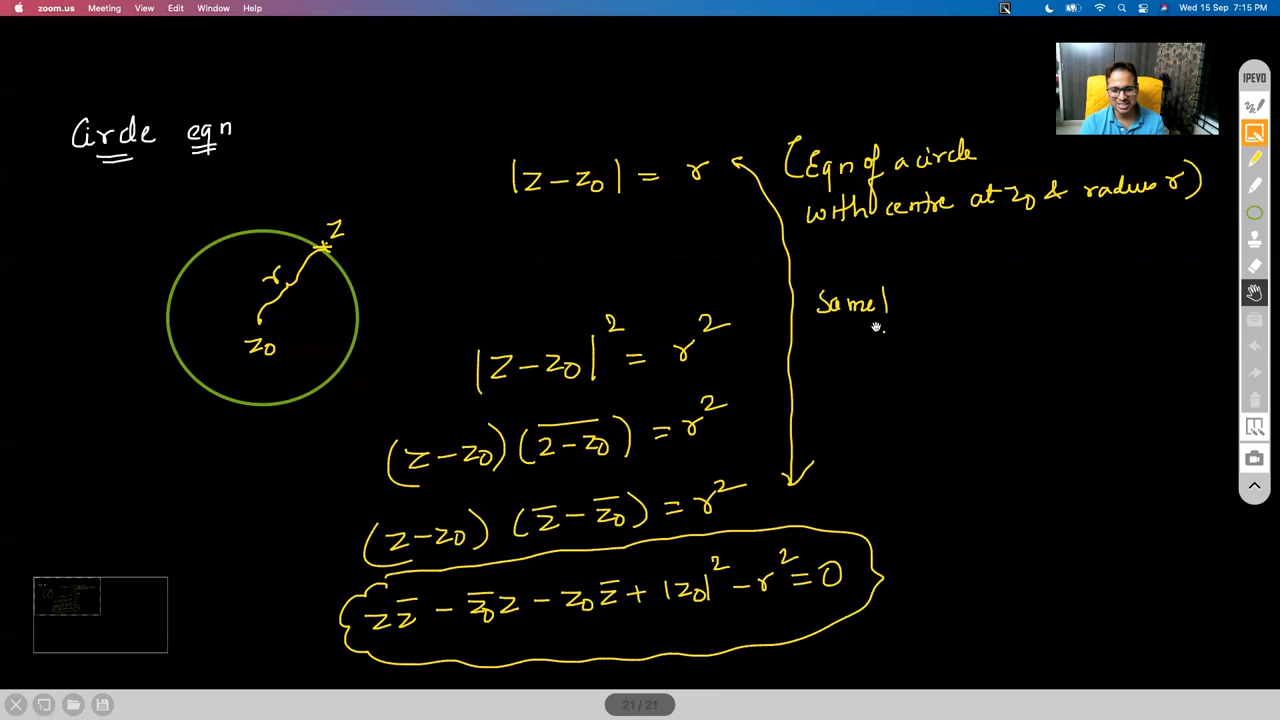 zoom.us Meeting View Edit Window Help Wed 15 Sep 7:15 PM
IPEVO
Circle eqn
|z-z₀| = r
(Eqn of a circle
with centre at z₀ & radius r)
z
r
z₀
Same!
|z-z₀|² = r²
(z-z₀)(\overline{z-z₀}) = r²
(z-z₀) (z̄ - z̄₀) = r²
zz̄ - z̄₀z - z₀z̄ + |z₀|² - r² = 0
21 / 21